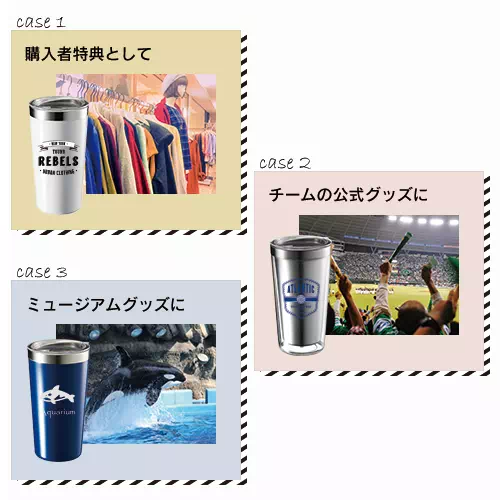 case 1
購入者特典として
NEW YORK
YOUNG
REBELS
URBAN CLOTHING
case 2
チームの公式グッズに
ATLANTIC
case 3
ミュージアムグッズに
Aquarium